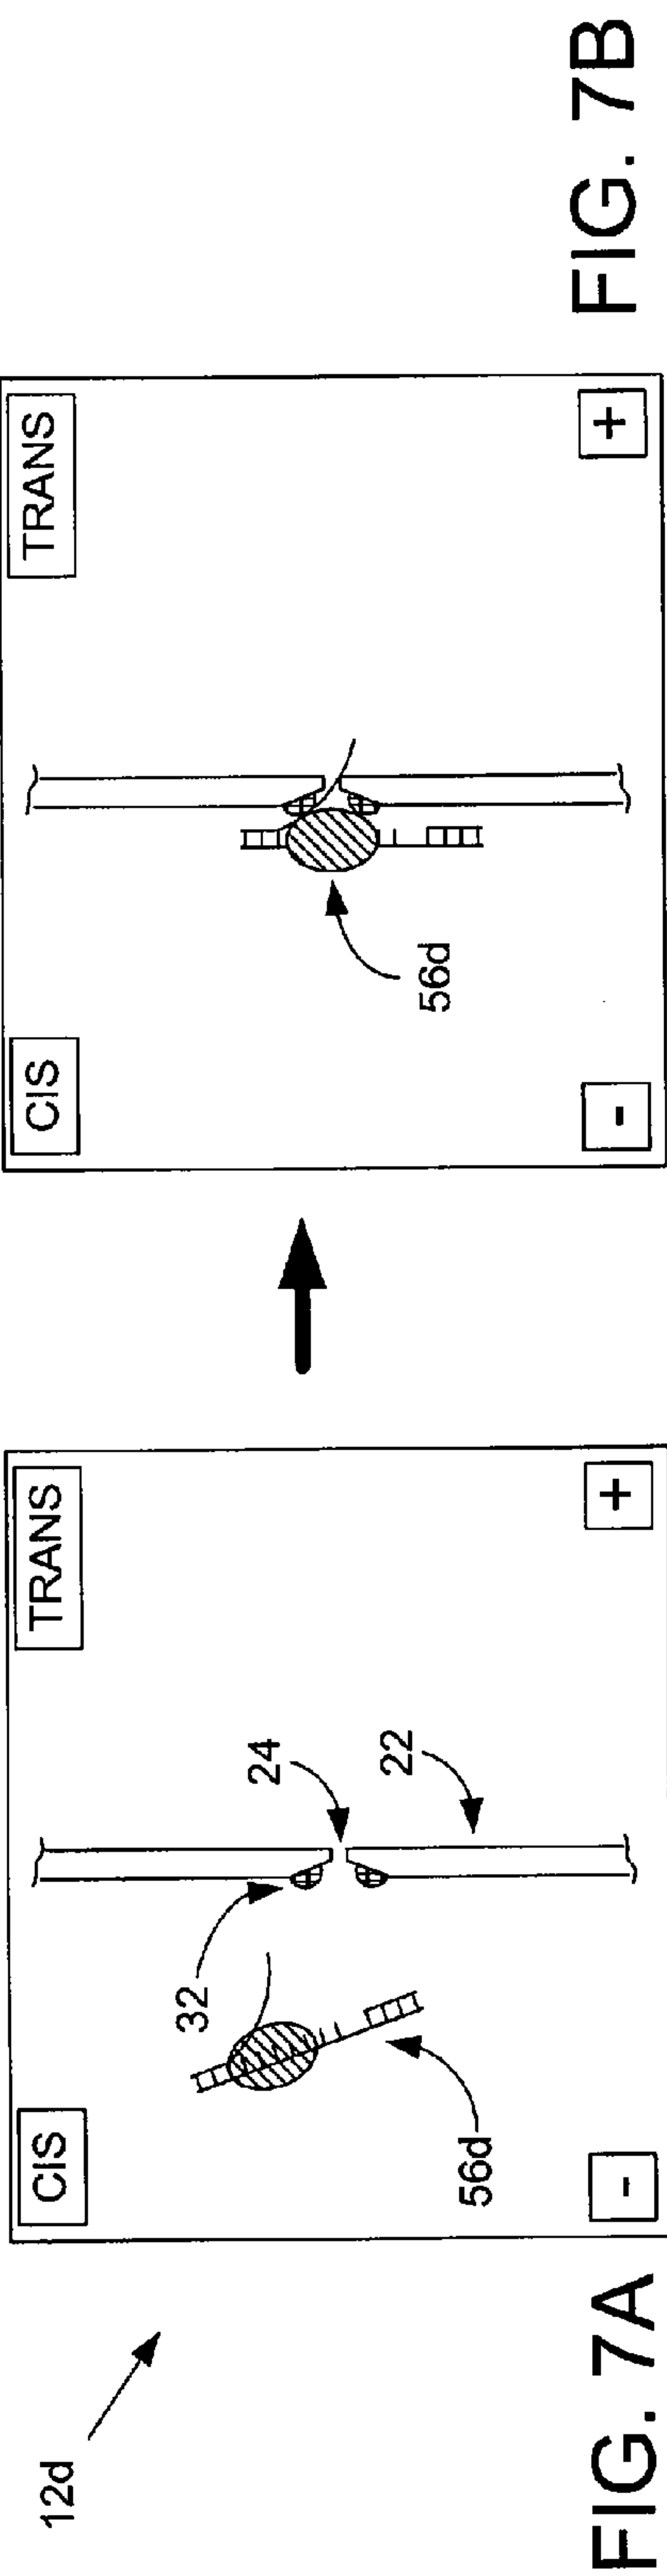 12d
CIS
TRANS
24
22
32
56d
-
+
FIG. 7A
CIS
TRANS
56d
-
+
FIG. 7B